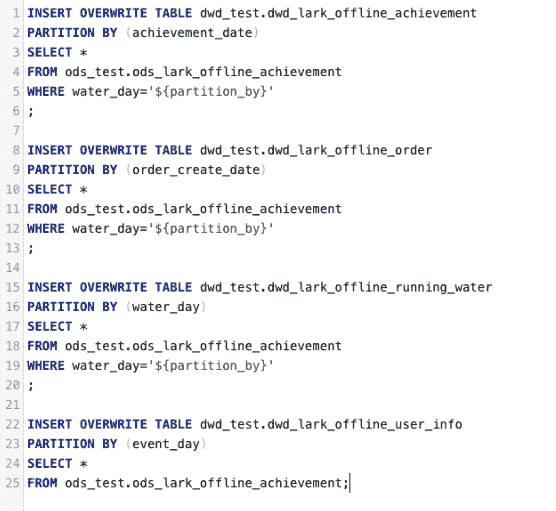 1 INSERT OVERWRITE TABLE dwd_test.dwd_lark_offline_achievement
2 PARTITION BY (achievement_date)
3 SELECT *
4 FROM ods_test.ods_lark_offline_achievement
5 WHERE water_day='${partition_by}'
6 ;
7
8 INSERT OVERWRITE TABLE dwd_test.dwd_lark_offline_order
9 PARTITION BY (order_create_date)
10 SELECT *
11 FROM ods_test.ods_lark_offline_achievement
12 WHERE water_day='${partition_by}'
13 ;
14
15 INSERT OVERWRITE TABLE dwd_test.dwd_lark_offline_running_water
16 PARTITION BY (water_day)
17 SELECT *
18 FROM ods_test.ods_lark_offline_achievement
19 WHERE water_day='${partition_by}'
20 ;
21
22 INSERT OVERWRITE TABLE dwd_test.dwd_lark_offline_user_info
23 PARTITION BY (event_day)
24 SELECT *
25 FROM ods_test.ods_lark_offline_achievement;